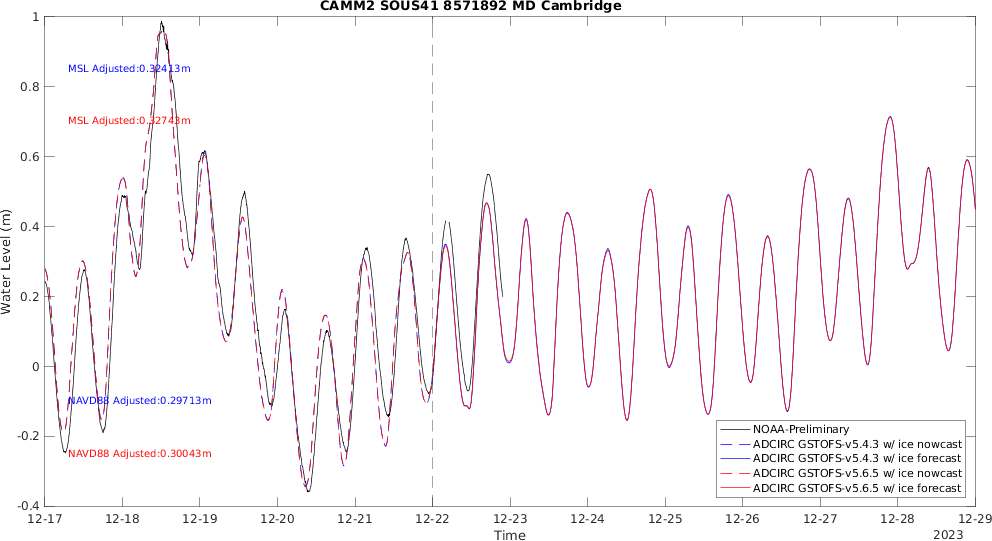 CAMM2 SOUS41 8571892 MD Cambridge
1
0.8
0.6
0.4
0.2
0
-0.2
-0.4
Water Level (m)
MSL Adjusted:0.32413m
MSL Adjusted:0.32743m
NAVD88 Adjusted:0.29713m
NAVD88 Adjusted:0.30043m
NOAA-Preliminary
ADCIRC GSTOFS-v5.4.3 w/ ice nowcast
ADCIRC GSTOFS-v5.4.3 w/ ice forecast
ADCIRC GSTOFS-v5.6.5 w/ ice nowcast
ADCIRC GSTOFS-v5.6.5 w/ ice forecast
12-17 12-18 12-19 12-20 12-21 12-22 12-23 12-24 12-25 12-26 12-27 12-28 12-29
Time
2023